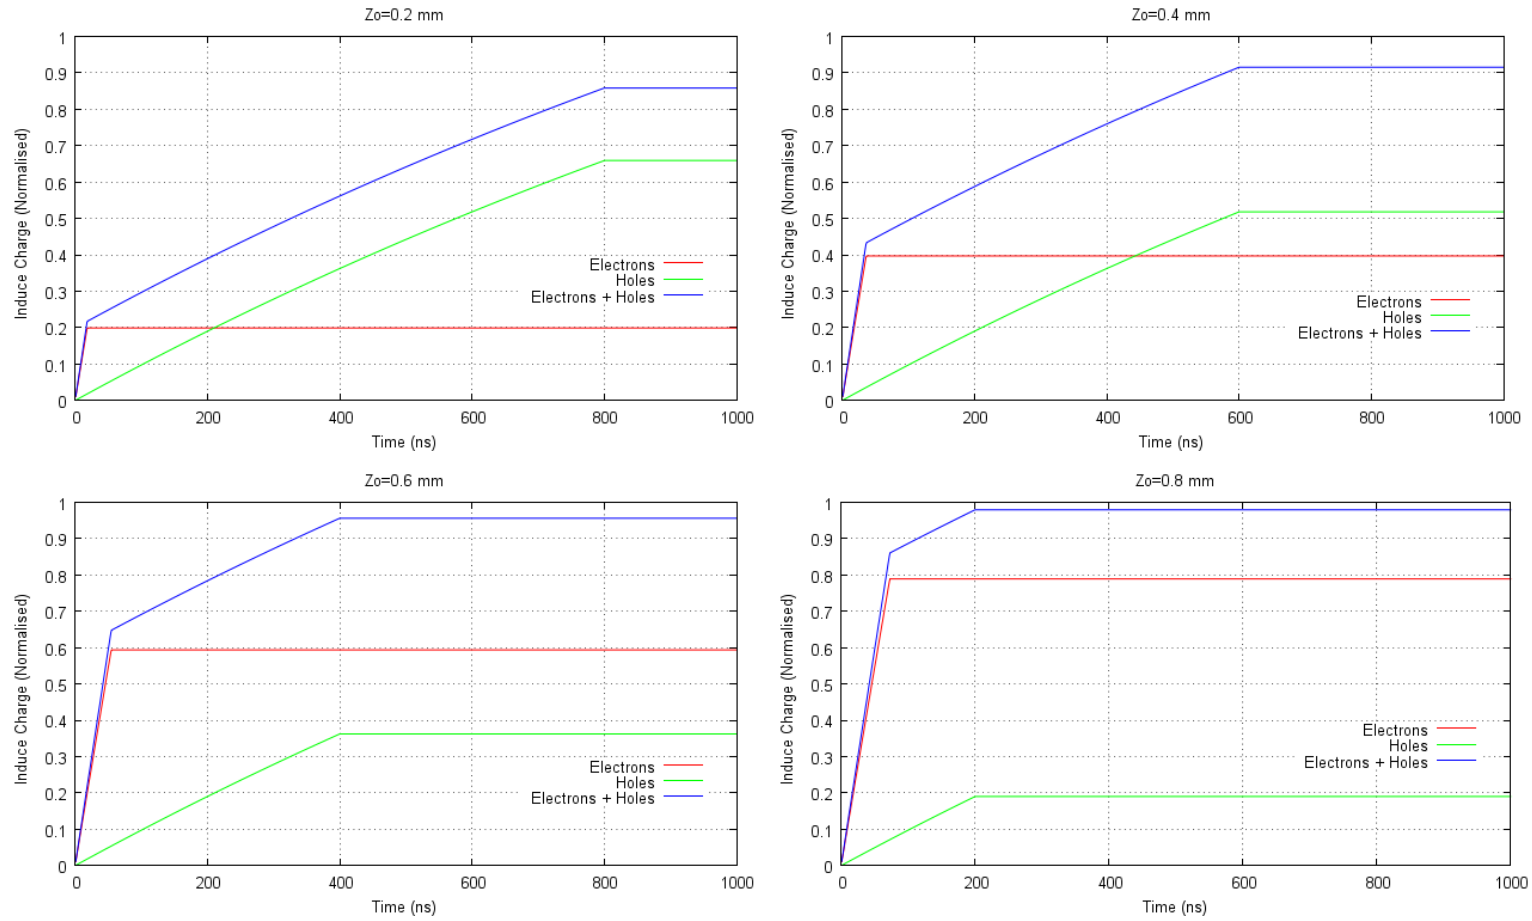 Zo=0.2 mm
Induce Charge (Normalised)
1
0.9
0.8
0.7
0.6
0.5
0.4
0.3
0.2
0.1
0
Electrons
Holes
Electrons + Holes
0 200 400 600 800 1000
Time (ns)
Zo=0.4 mm
Induce Charge (Normalised)
1
0.9
0.8
0.7
0.6
0.5
0.4
0.3
0.2
0.1
0
Electrons
Holes
Electrons + Holes
0 200 400 600 800 1000
Time (ns)
Zo=0.6 mm
Induce Charge (Normalised)
1
0.9
0.8
0.7
0.6
0.5
0.4
0.3
0.2
0.1
0
Electrons
Holes
Electrons + Holes
0 200 400 600 800 1000
Time (ns)
Zo=0.8 mm
Induce Charge (Normalised)
1
0.9
0.8
0.7
0.6
0.5
0.4
0.3
0.2
0.1
0
Electrons
Holes
Electrons + Holes
0 200 400 600 800 1000
Time (ns)